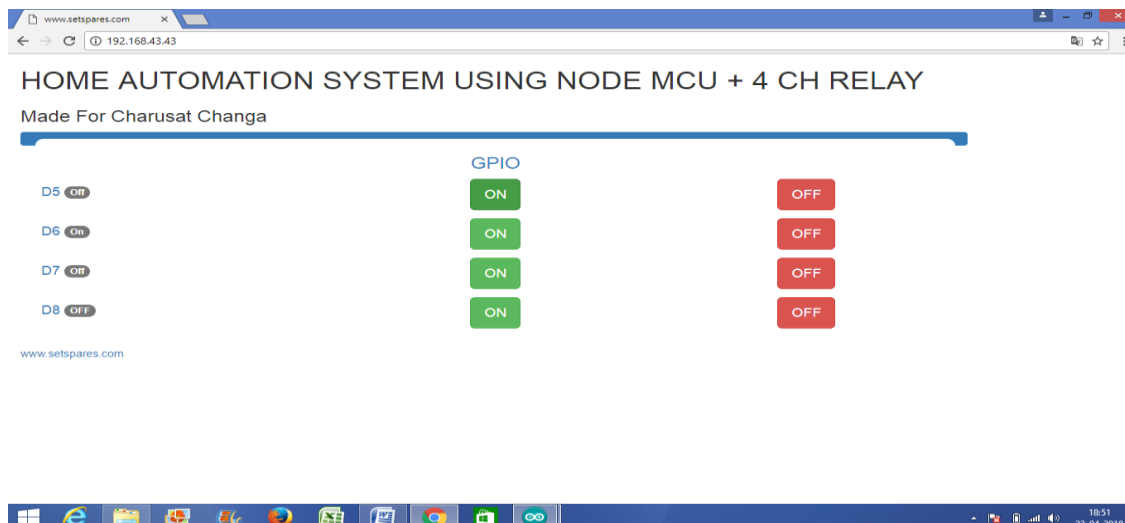 www.setspares.com
192.168.43.43
HOME AUTOMATION SYSTEM USING NODE MCU + 4 CH RELAY
Made For Charusat Changa
GPIO
D5 Off ON OFF
D6 On ON OFF
D7 Off ON OFF
D8 OFF ON OFF
www.setspares.com
18:51